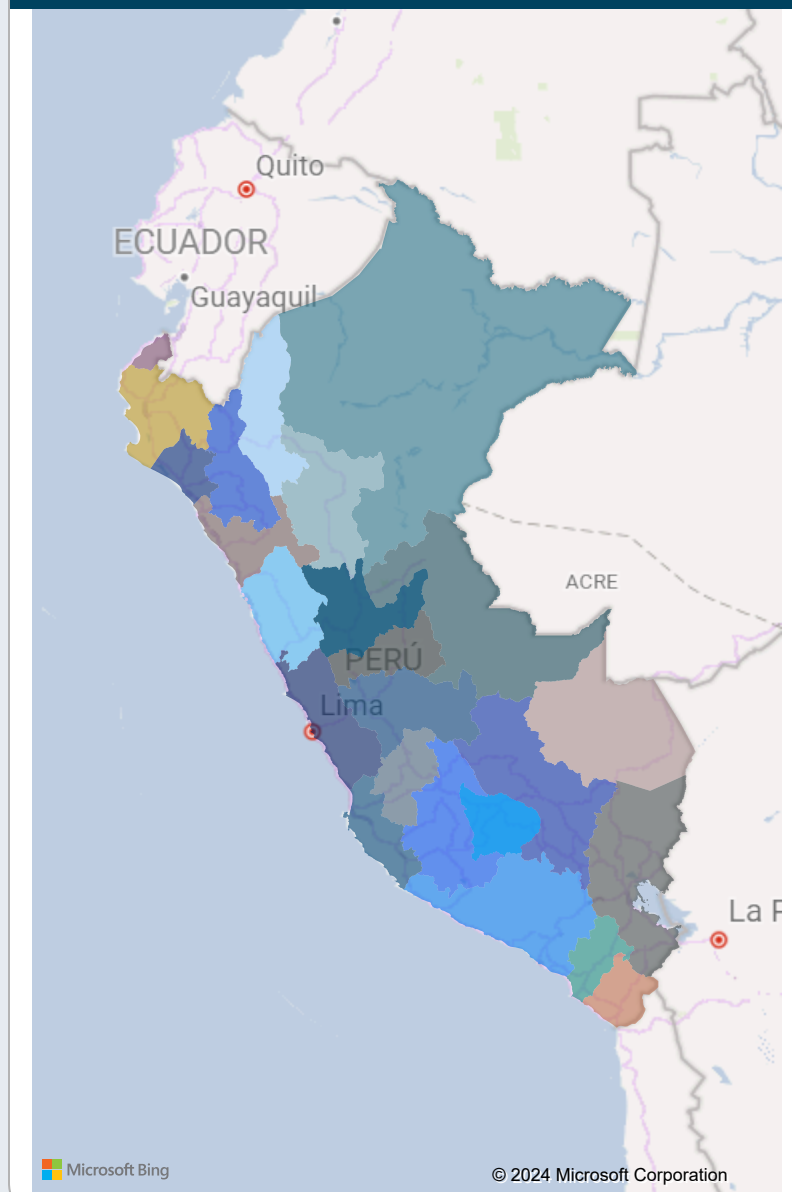 Quito
ECUADOR
Guayaquil
ACRE
PERÚ
Lima
La P
Microsoft Bing
© 2024 Microsoft Corporation